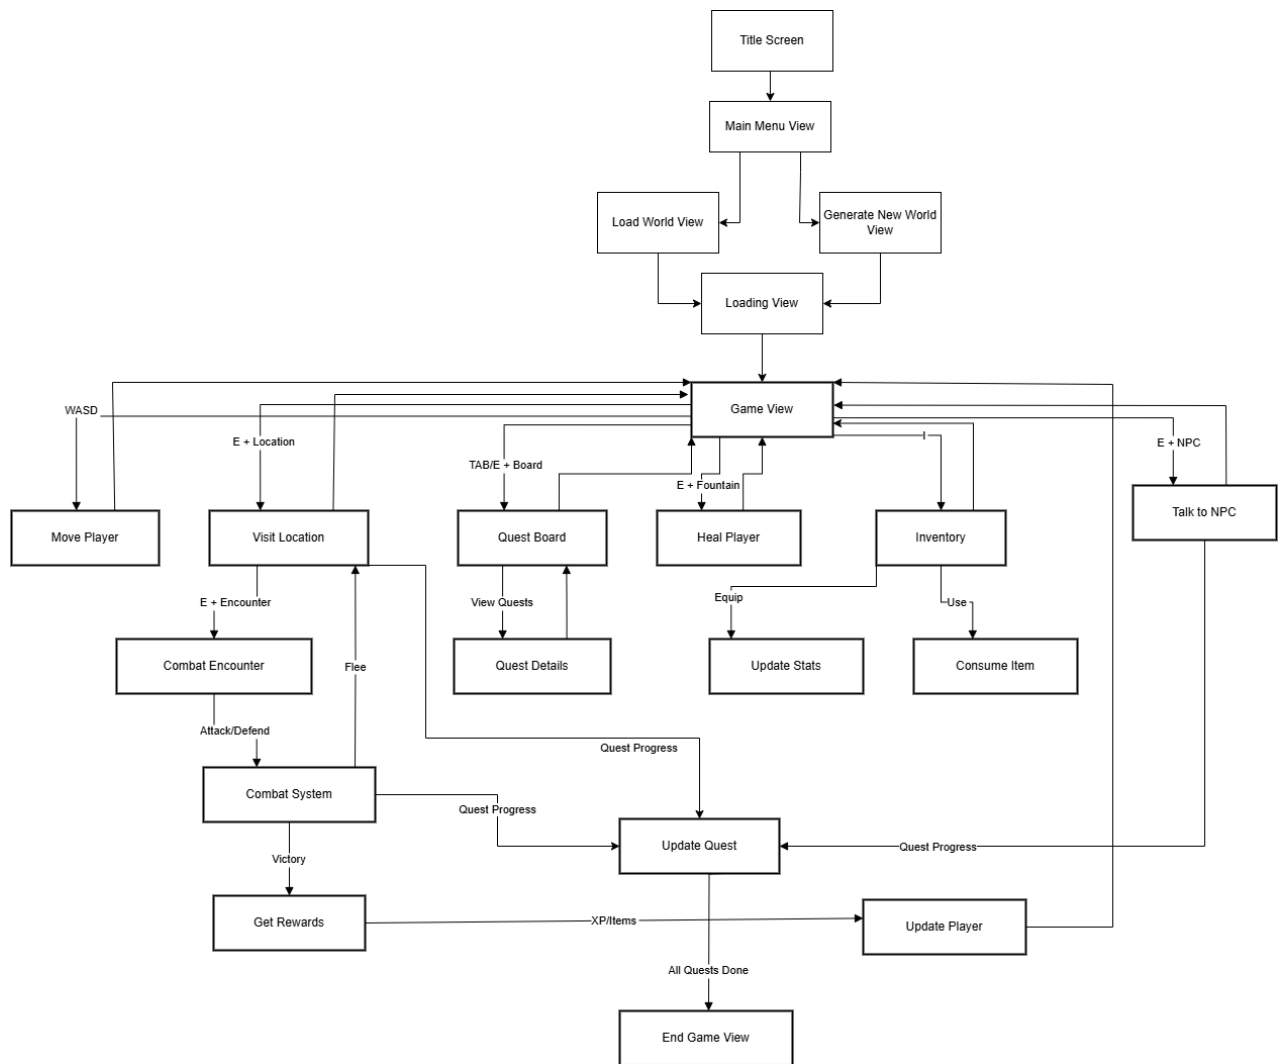 Title Screen
Main Menu View
Load World View
Generate New World
View
Loading View
Game View
WASD
E + Location
E + NPC
TAB/E + Board
E + Fountain
I
Move Player
Visit Location
Quest Board
Heal Player
Inventory
Talk to NPC
E + Encounter
View Quests
Equip
Use
Combat Encounter
Flee
Quest Details
Update Stats
Consume Item
Attack/Defend
Quest Progress
Combat System
Quest Progress
Update Quest
Quest Progress
Victory
Get Rewards
XP/Items
Update Player
All Quests Done
End Game View